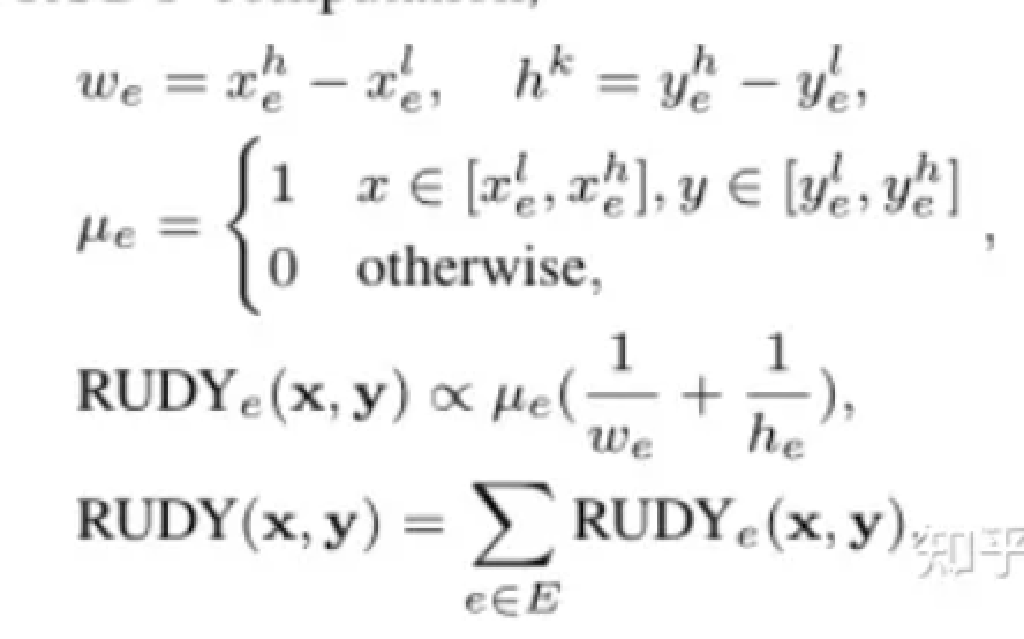 w_e = x_e^h − x_e^l, h^k = y_e^h − y_e^l,
μ_e = { 1 x ∈ [x_e^l, x_e^h], y ∈ [y_e^l, y_e^h]
0 otherwise, ,
RUDY_e(x, y) ∝ μ_e( 1/w_e + 1/h_e ),
RUDY(x, y) = ∑_{e∈E} RUDY_e(x, y),
知乎